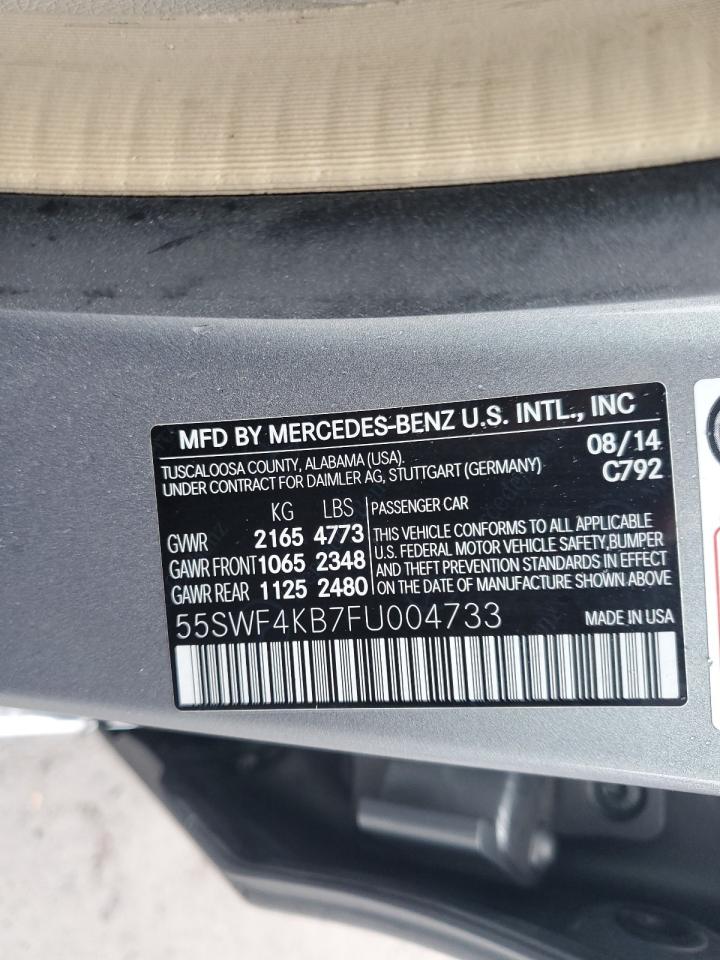 MFD BY MERCEDES-BENZ U.S. INTL., INC
TUSCALOOSA COUNTY, ALABAMA (USA).
UNDER CONTRACT FOR DAIMLER AG, STUTTGART (GERMANY)
08/14
C792
KG LBS
GVWR 2165 4773
GAWR FRONT 1065 2348
GAWR REAR 1125 2480
PASSENGER CAR
THIS VEHICLE CONFORMS TO ALL APPLICABLE
U.S. FEDERAL MOTOR VEHICLE SAFETY,BUMPER
AND THEFT PREVENTION STANDARDS IN EFFECT
ON THE DATE OF MANUFACTURE SHOWN ABOVE
55SWF4KB7FU004733
MADE IN USA